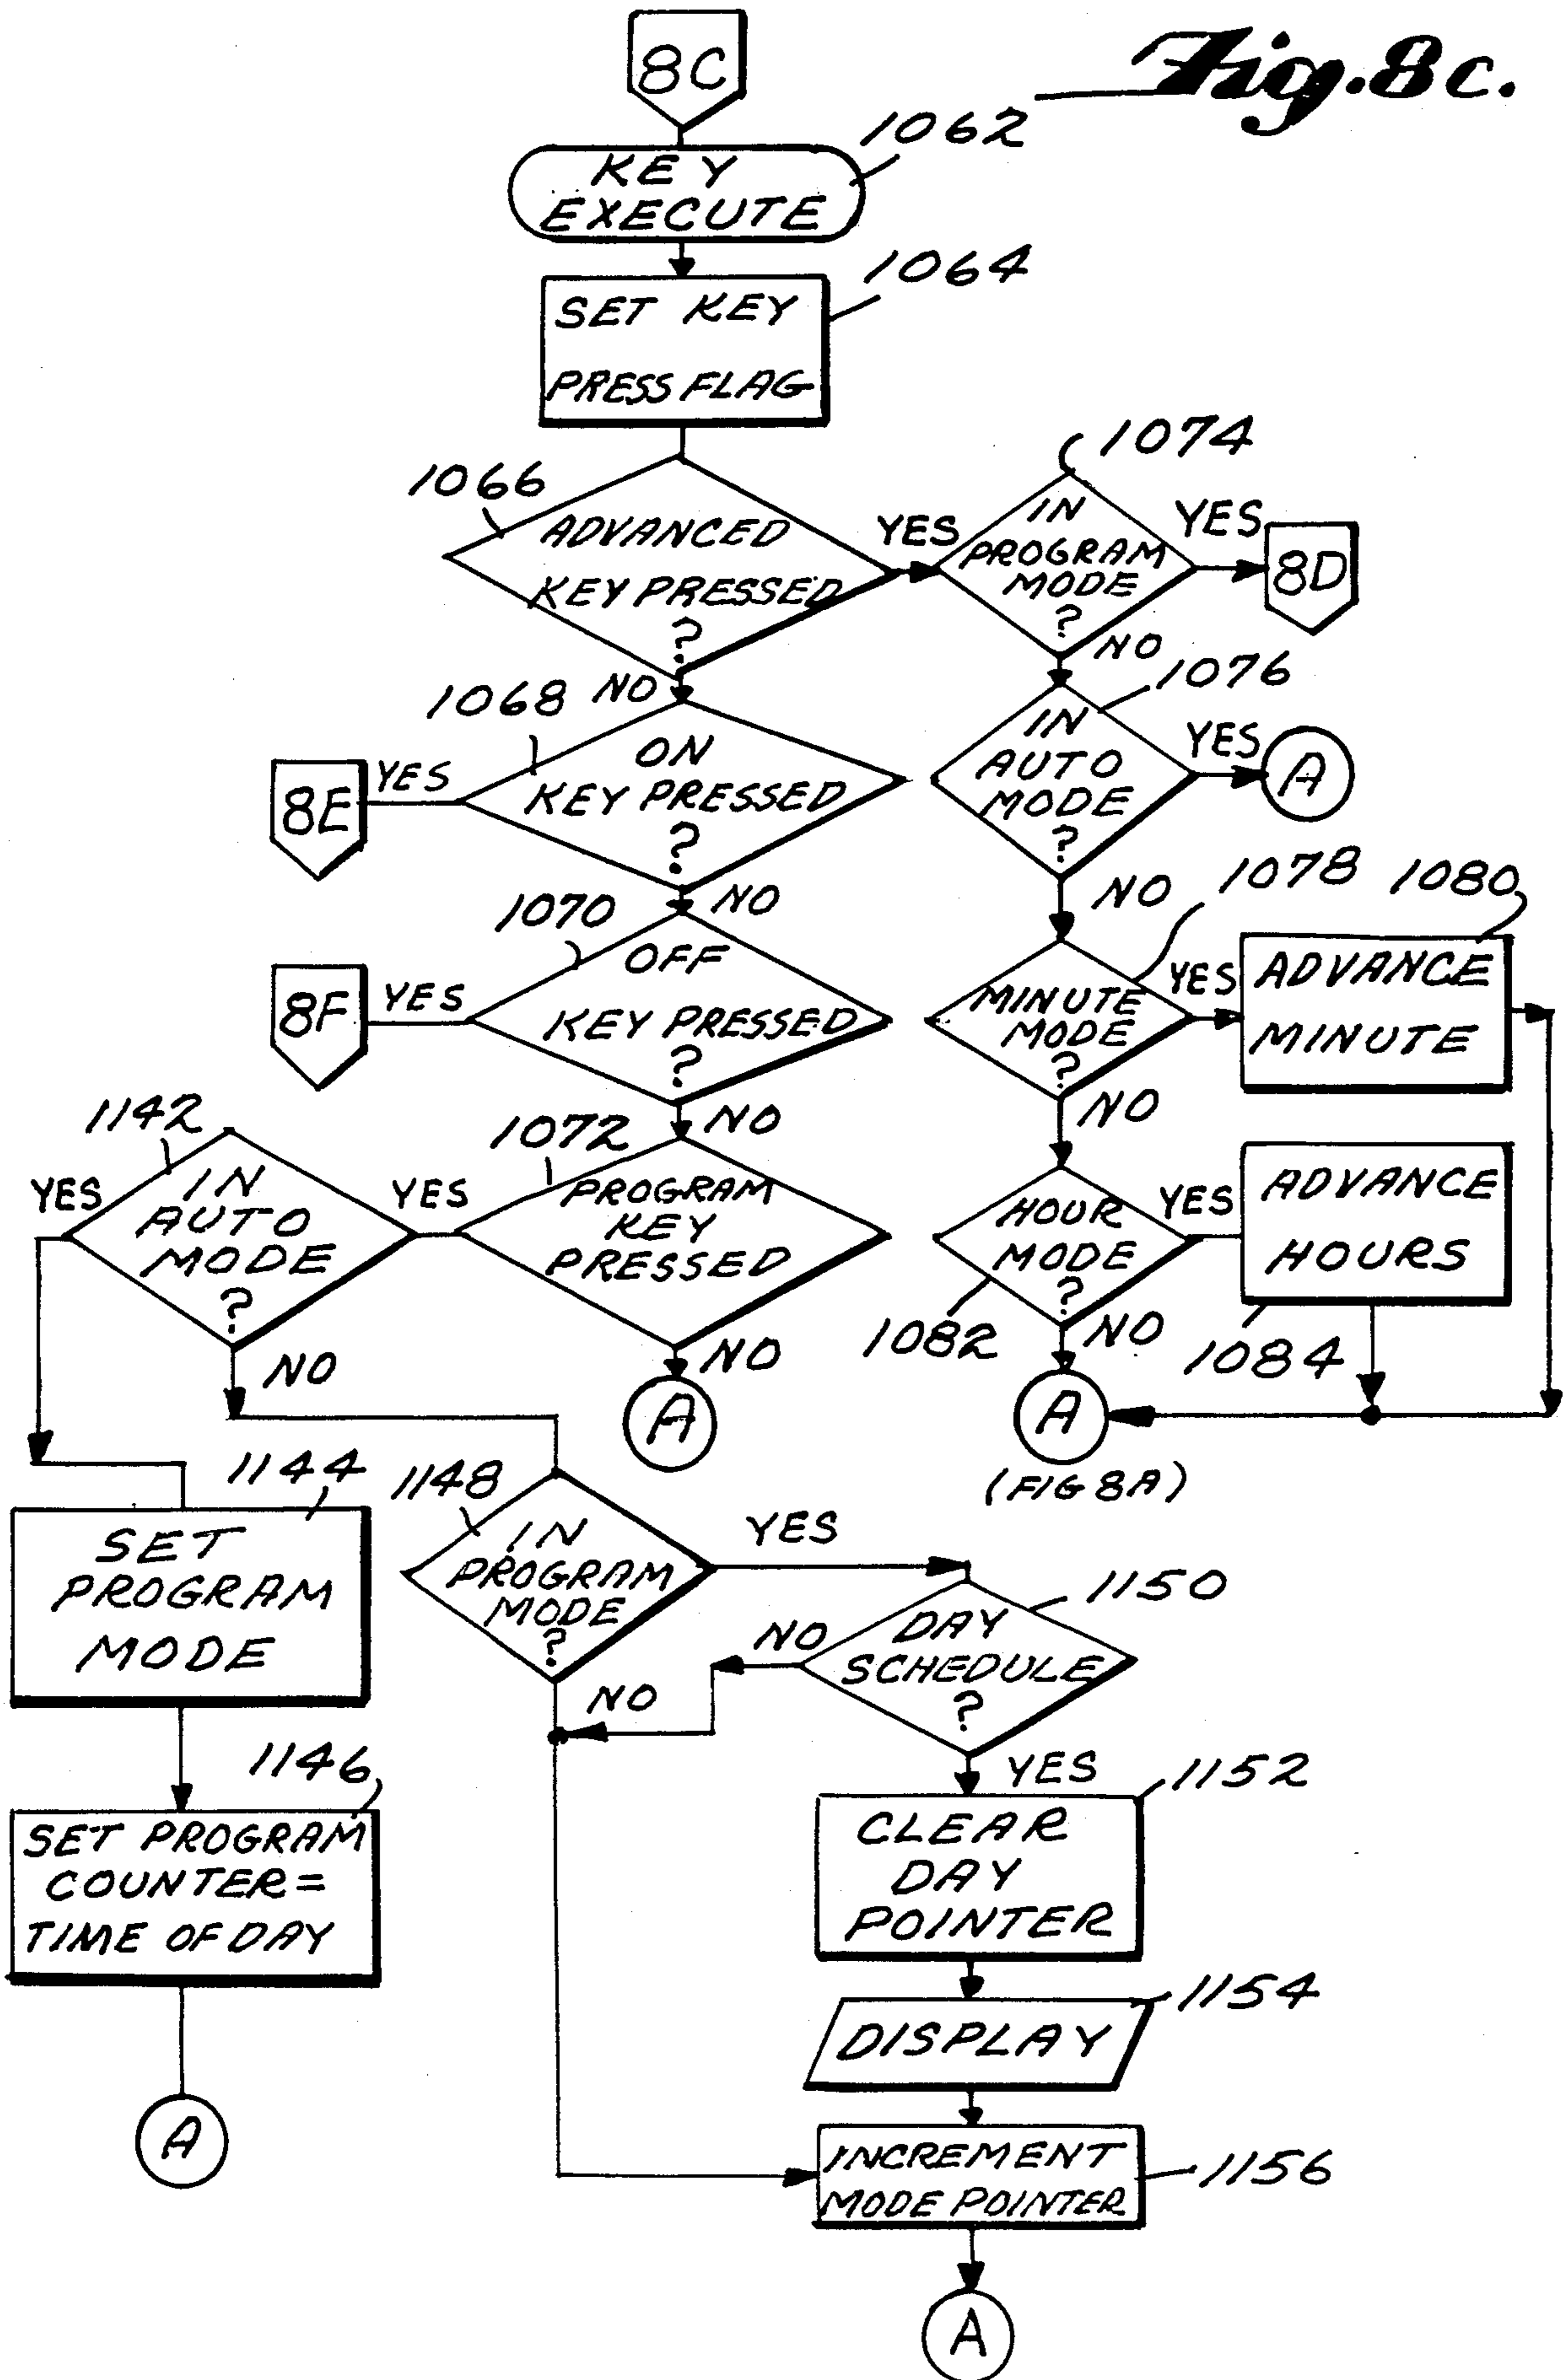 8C
Fig. 8c.
KEY
EXECUTE
1062
SET KEY
PRESS FLAG
1064
1066
ADVANCED
KEY PRESSED
?
YES
NO
1074
IN
PROGRAM
MODE
?
YES
8D
NO
1068
ON
KEY PRESSED
?
YES
8E
NO
1076
IN
AUTO
MODE
?
YES
A
NO
1070
OFF
KEY PRESSED
?
YES
8F
NO
1078
MINUTE
MODE
?
YES
1080
ADVANCE
MINUTE
NO
1142
IN
AUTO
MODE
?
YES
NO
1072
PROGRAM
KEY
PRESSED
YES
NO
A
HOUR
MODE
?
1082
YES
ADVANCE
HOURS
1084
NO
A
(FIG 8A)
1144
SET
PROGRAM
MODE
1148
IN
PROGRAM
MODE
?
YES
NO
1150
DAY
SCHEDULE
?
NO
YES
1146
SET PROGRAM
COUNTER =
TIME OF DAY
A
1152
CLEAR
DAY
POINTER
1154
DISPLAY
INCREMENT
MODE POINTER
1156
A